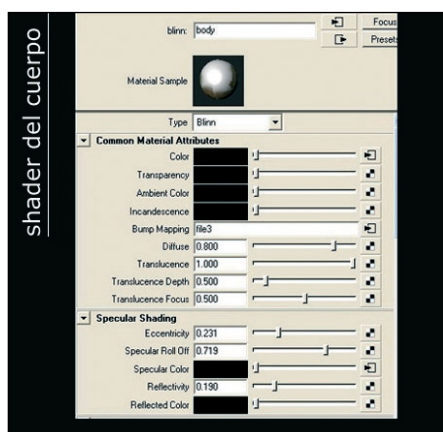 shader del cuerpo
blinn: body
Focus
Presets
Material Sample
Type Blinn
Common Material Attributes
Color
Transparency
Ambient Color
Incandescence
Bump Mapping file3
Diffuse 0.800
Translucence 1.000
Translucence Depth 0.500
Translucence Focus 0.500
Specular Shading
Eccentricity 0.231
Specular Roll Off 0.719
Specular Color
Reflectivity 0.190
Reflected Color